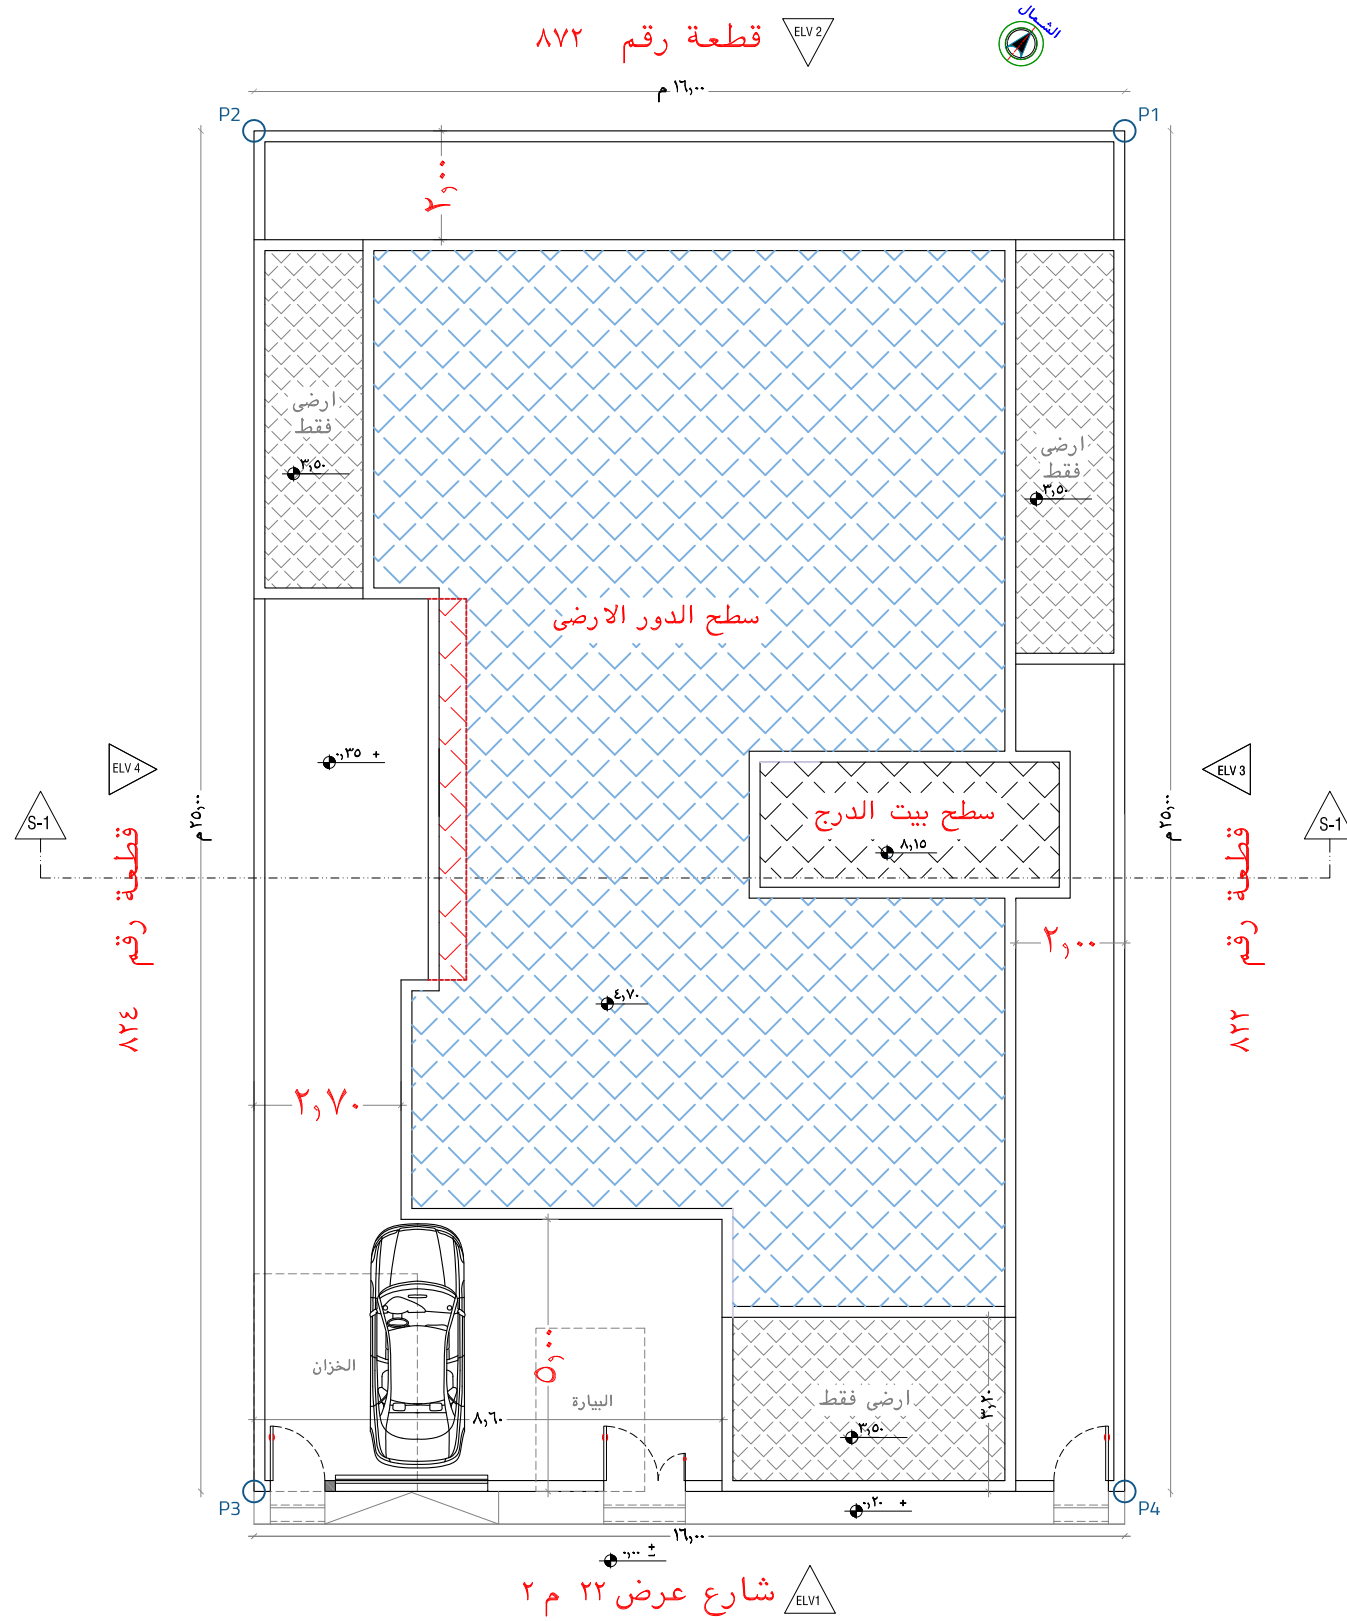 قطعة رقم ٨٧٢
ELV 2
الشمال
١٦,٠٠ م
P2
P1
٢,٠٠
ارضى
فقط
٣,٥٠
ارضى
فقط
٣,٥٠
سطح الدور الارضى
+ ٠,٣٥
ELV 4
ELV 3
S-1
S-1
٢٥,٠٠ م
٢٥,٠٠ م
سطح بيت الدرج
٨,١٥
قطعة رقم ٨٢٤
قطعة رقم ٨٢٢
٢,٠٠
٤,٧٠
٢,٧٠
الخزان
٥,٠٠
البيارة
ارضى فقط
٣,٢٠
٨,٦٠
٣,٥٠
P3
P4
+ ٠,٢٠
١٦,٠٠
± ٠,٠٠
شارع عرض ٢٢ م ٢
ELV1